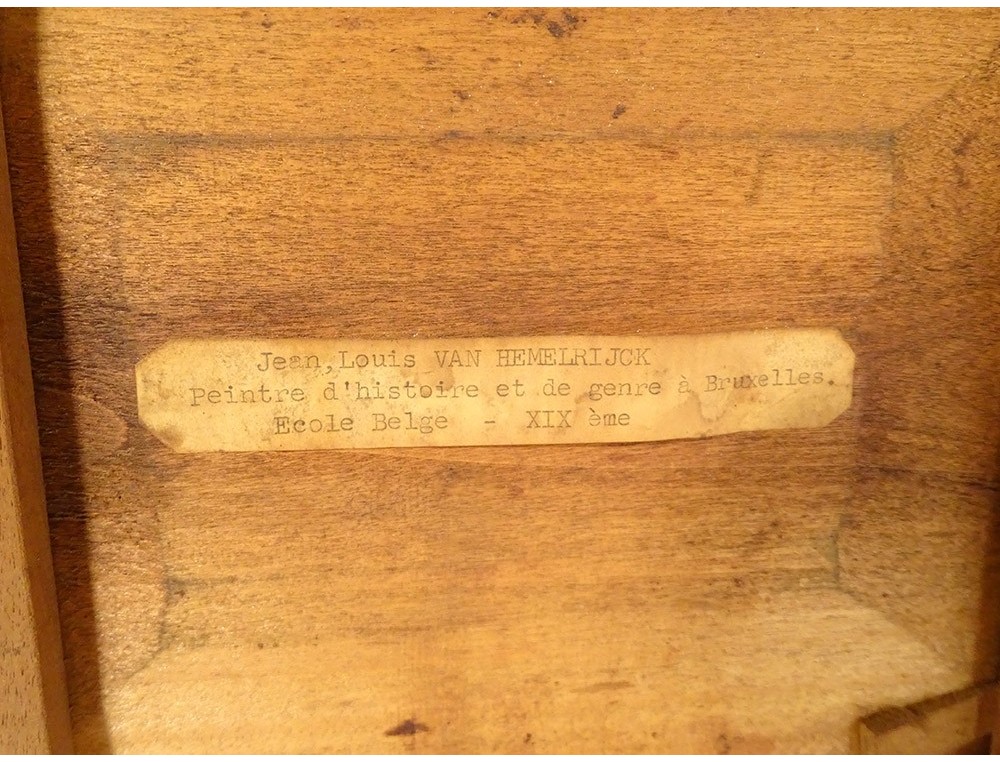 Jean,Louis VAN HEMELRIJCK
Peintre d'histoire et de genre à Bruxelles.
Ecole Belge - XIX ème